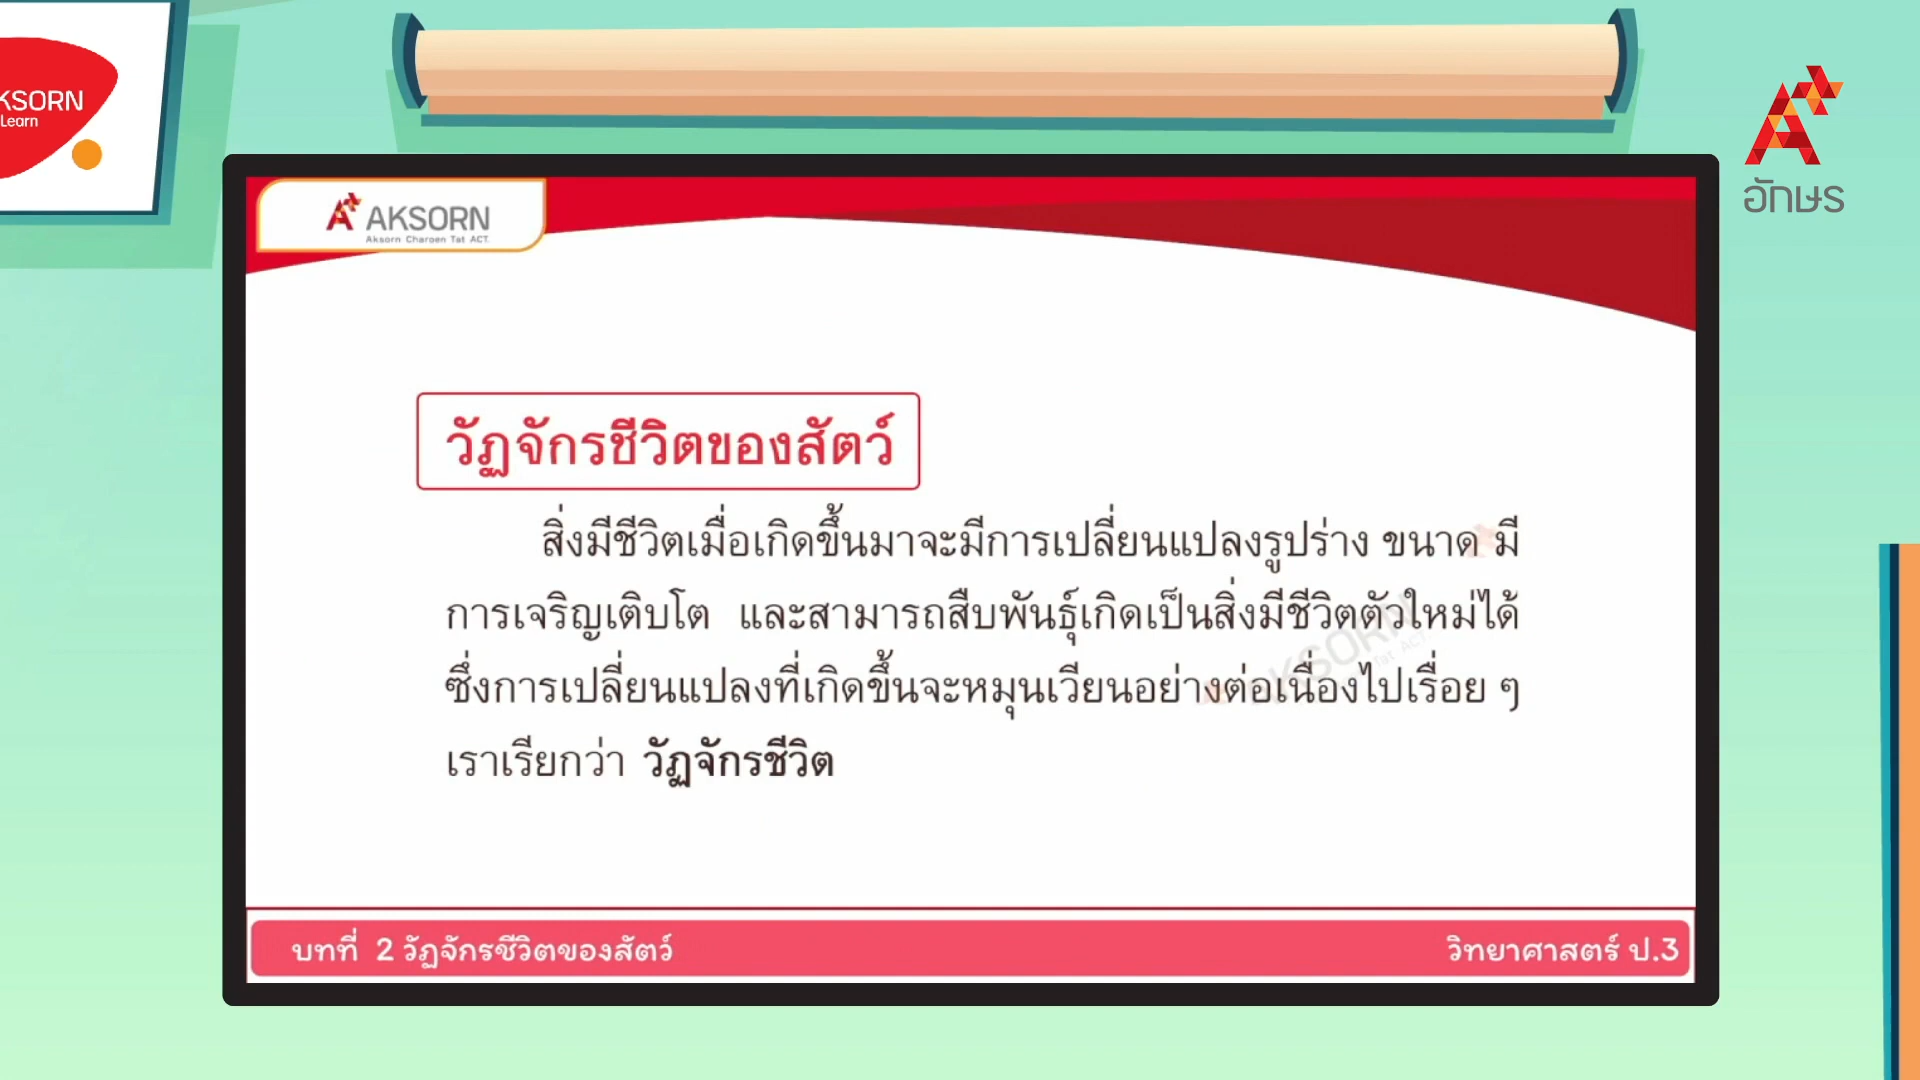 KSORN
Learn
อักษร
AKSORN
Aksorn Charoen Tat ACT.
วัฏจักรชีวิตของสัตว์
สิ่งมีชีวิตเมื่อเกิดขึ้นมาจะมีการเปลี่ยนแปลงรูปร่าง ขนาด มี
การเจริญเติบโต และสามารถสืบพันธุ์เกิดเป็นสิ่งมีชีวิตตัวใหม่ได้
ซึ่งการเปลี่ยนแปลงที่เกิดขึ้นจะหมุนเวียนอย่างต่อเนื่องไปเรื่อย ๆ
เราเรียกว่า วัฏจักรชีวิต
AKSORN
Tat ACT.
บทที่ 2 วัฏจักรชีวิตของสัตว์
วิทยาศาสตร์ ป.3